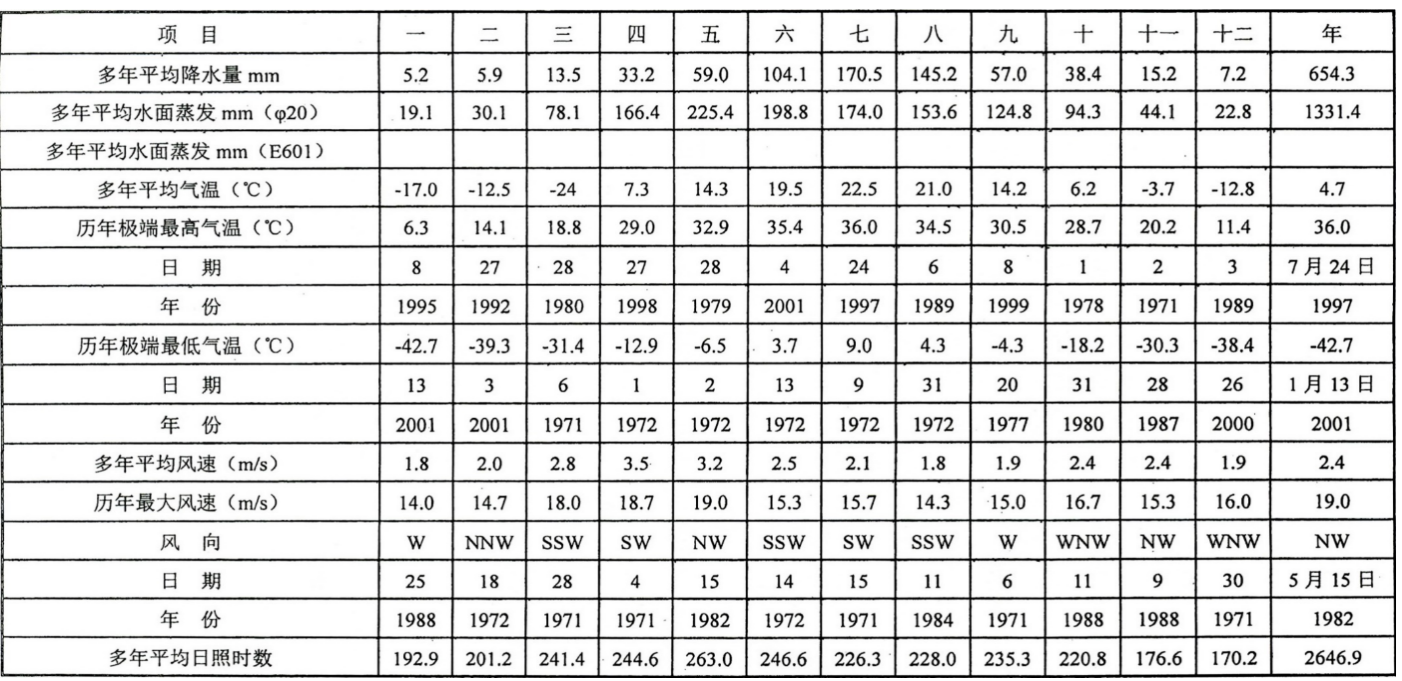 项 目 一 二 三 四 五 六 七 八 九 十 十一 十二 年
多年平均降水量 mm 5.2 5.9 13.5 33.2 59.0 104.1 170.5 145.2 57.0 38.4 15.2 7.2 654.3
多年平均水面蒸发 mm（φ20） 19.1 30.1 78.1 166.4 225.4 198.8 174.0 153.6 124.8 94.3 44.1 22.8 1331.4
多年平均水面蒸发 mm（E601）
多年平均气温（℃） -17.0 -12.5 -24 7.3 14.3 19.5 22.5 21.0 14.2 6.2 -3.7 -12.8 4.7
历年极端最高气温（℃） 6.3 14.1 18.8 29.0 32.9 35.4 36.0 34.5 30.5 28.7 20.2 11.4 36.0
日 期 8 27 28 27 28 4 24 6 8 1 2 3 7 月 24 日
年 份 1995 1992 1980 1998 1979 2001 1997 1989 1999 1978 1971 1989 1997
历年极端最低气温（℃） -42.7 -39.3 -31.4 -12.9 -6.5 3.7 9.0 4.3 -4.3 -18.2 -30.3 -38.4 -42.7
日 期 13 3 6 1 2 13 9 31 20 31 28 26 1 月 13 日
年 份 2001 2001 1971 1972 1972 1972 1972 1972 1977 1980 1987 2000 2001
多年平均风速（m/s） 1.8 2.0 2.8 3.5 3.2 2.5 2.1 1.8 1.9 2.4 2.4 1.9 2.4
历年最大风速（m/s） 14.0 14.7 18.0 18.7 19.0 15.3 15.7 14.3 15.0 16.7 15.3 16.0 19.0
风 向 W NNW SSW SW NW SSW SW SSW W WNW NW WNW NW
日 期 25 18 28 4 15 14 15 11 6 11 9 30 5 月 15 日
年 份 1988 1972 1971 1971 1982 1972 1971 1984 1971 1988 1988 1971 1982
多年平均日照时数 192.9 201.2 241.4 244.6 263.0 246.6 226.3 228.0 235.3 220.8 176.6 170.2 2646.9